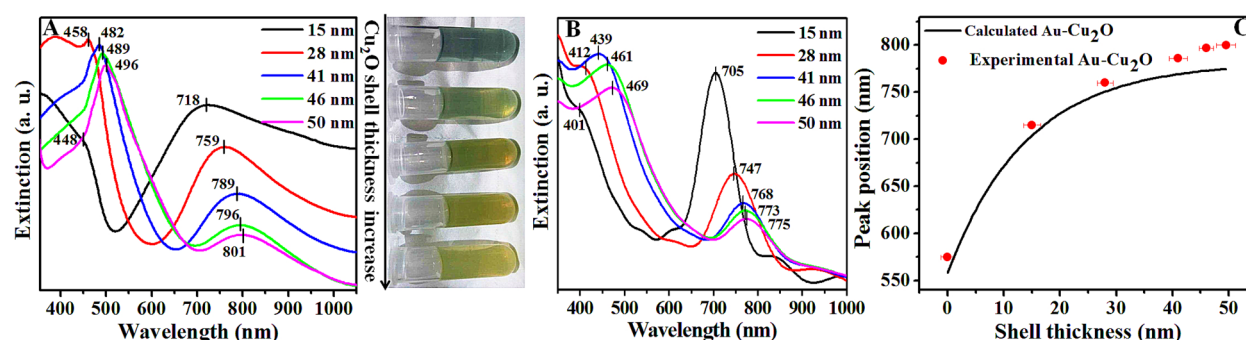 A
458
482
489
496
448
718
759
789
796
801
15 nm
28 nm
41 nm
46 nm
50 nm
Extinction (a. u.)
400 500 600 700 800 900 1000
Wavelength (nm)
Cu₂O shell thickness increase
B
412
439
461
469
401
705
747
768
773
775
15 nm
28 nm
41 nm
46 nm
50 nm
Extinction (a. u.)
400 500 600 700 800 900 1000
Wavelength (nm)
C
Calculated Au-Cu₂O
Experimental Au-Cu₂O
Peak position (nm)
800
750
700
650
600
550
0 10 20 30 40 50
Shell thickness (nm)